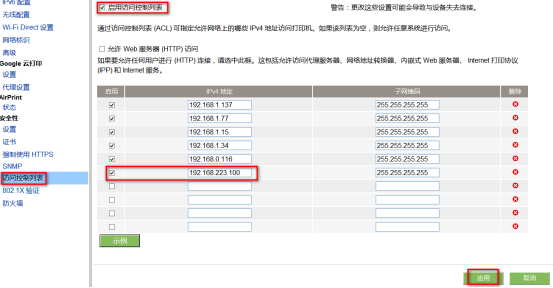 IPv6 配置
无线配置
Wi-Fi Direct 设置
网络标识
高级
Google 云打印
设置
代理设置
AirPrint
状态
安全性
设置
证书
强制使用 HTTPS
SNMP
访问控制列表
802.1X 验证
防火墙
启用访问控制列表
警告：更改这些设置可能会导致与设备失去连接。
通过访问控制列表 (ACL) 可指定允许网络上的哪些 IPv4 地址访问打印机。如果该列表为空，则允许任意系统进行访问。
允许 Web 服务器 (HTTP) 访问
如果要允许任何用户进行 (HTTP) 连接，请选中此框。这包括允许访问代理服务器、网络地址转换器、内嵌式 Web 服务器、 Internet 打印协议
(IPP) 和 Internet 服务。
启用 IPv4 地址 子网掩码 删除
192.168.1.137 255.255.255.255
192.168.1.77 255.255.255.255
192.168.1.15 255.255.255.255
192.168.1.34 255.255.255.255
192.168.0.116 255.255.255.255
192.168.223.100 255.255.255.255
示例
应用 取消